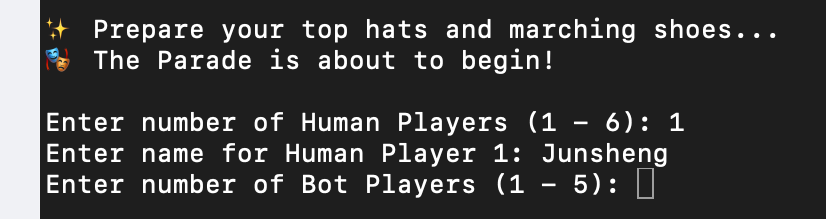 ✨ Prepare your top hats and marching shoes...
🎭 The Parade is about to begin!
Enter number of Human Players (1 - 6): 1
Enter name for Human Player 1: Junsheng
Enter number of Bot Players (1 - 5):